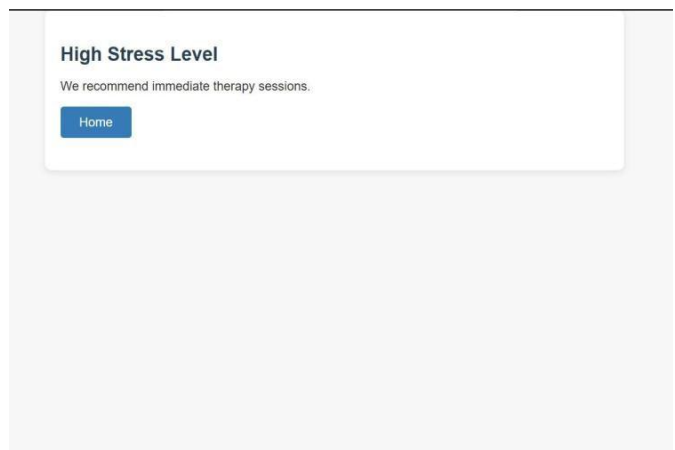 High Stress Level
We recommend immediate therapy sessions.
Home